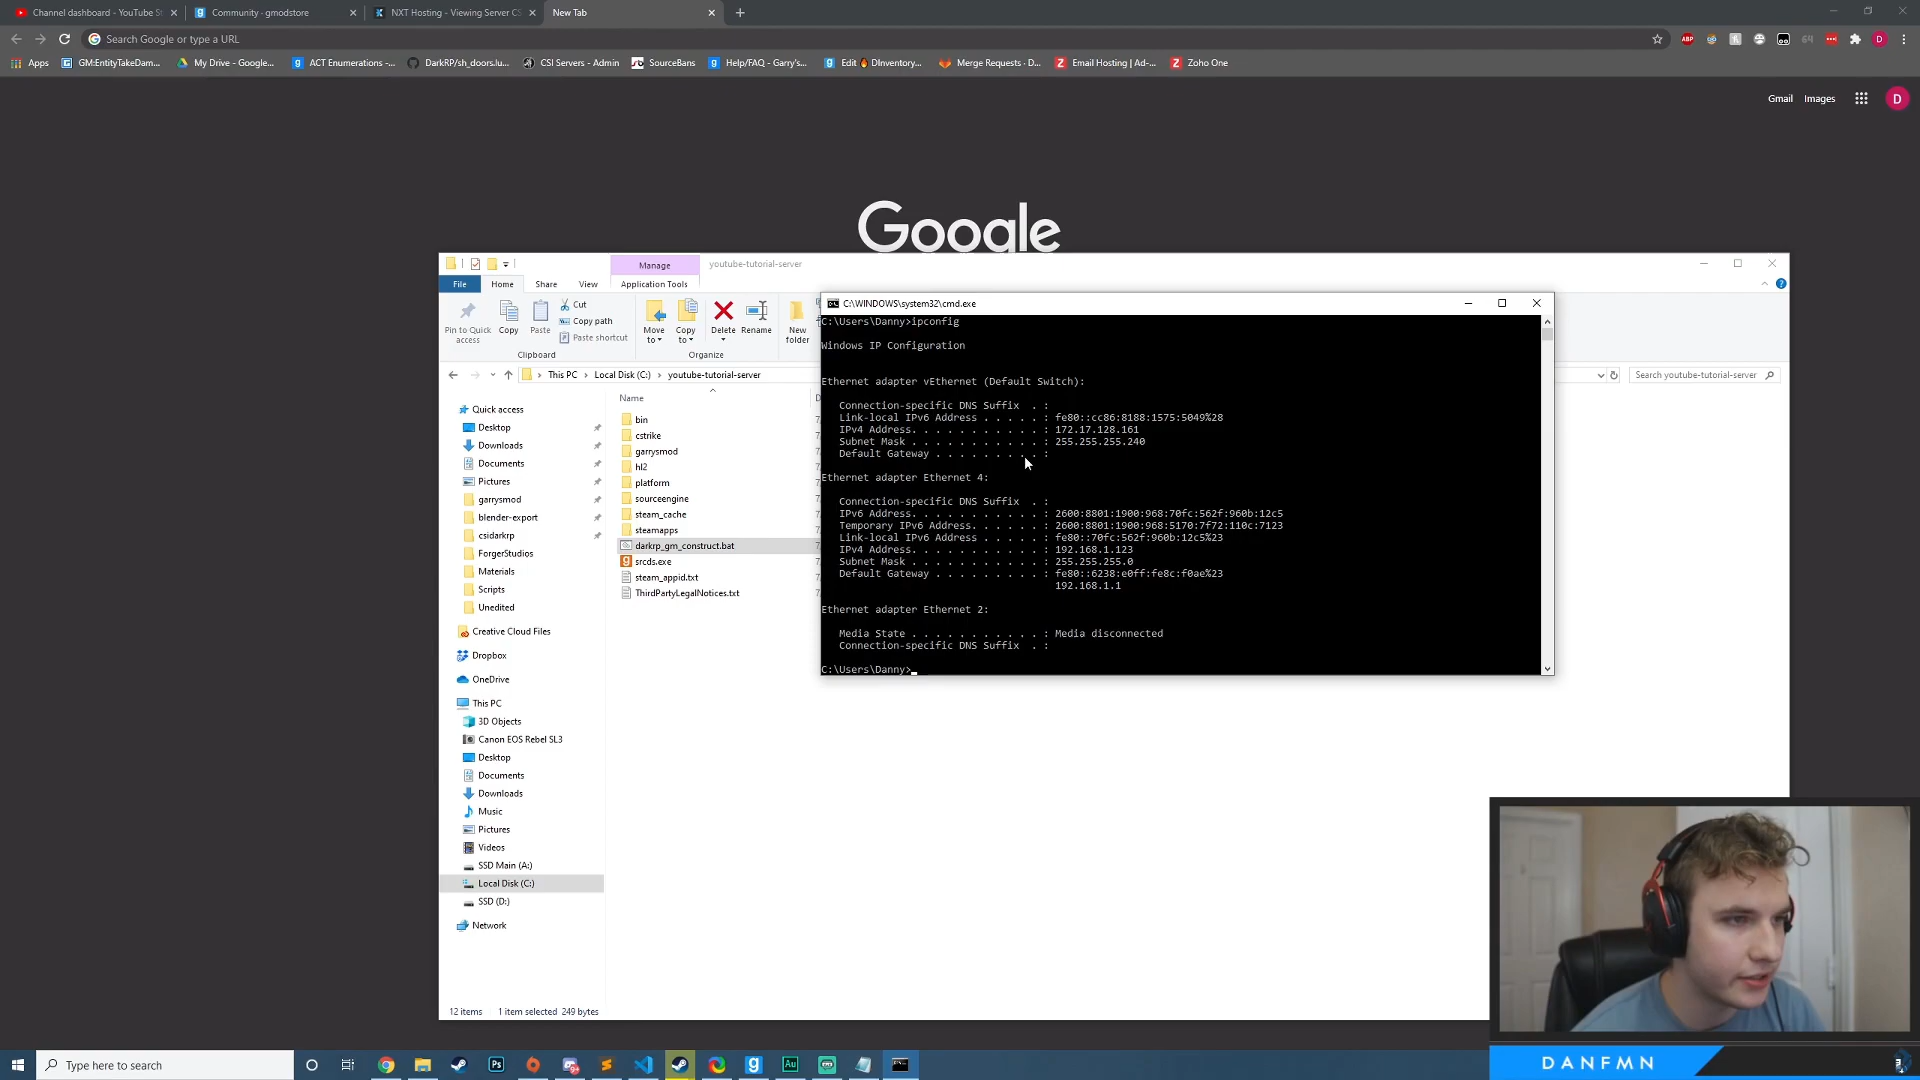 Channel dashboard - YouTube St
Community - gmodstore
NXT Hosting - Viewing Server CS
New Tab
Search Google or type a URL
ABP
D
Apps
GM:EntityTakeDam...
My Drive - Google...
ACT Enumerations -...
DarkRP/sh_doors.lu...
CSI Servers - Admin
SourceBans
Help/FAQ - Garry's...
Edit
DInventory...
Merge Requests · D...
Email Hosting | Ad-...
Zoho One
Gmail
Images
D
Google
Manage
youtube-tutorial-server
File
Home
Share
View
Application Tools
Pin to Quick access
Copy
Paste
Cut
Copy path
Paste shortcut
Clipboard
Move to
Copy to
Delete
Rename
Organize
New folder
This PC
Local Disk (C:)
youtube-tutorial-server
Search youtube-tutorial-server
Name
Quick access
Desktop
Downloads
Documents
Pictures
garrysmod
blender-export
csidarkrp
ForgerStudios
Materials
Scripts
Unedited
Creative Cloud Files
Dropbox
OneDrive
This PC
3D Objects
Canon EOS Rebel SL3
Desktop
Documents
Downloads
Music
Pictures
Videos
SSD Main (A:)
Local Disk (C:)
SSD (D:)
Network
bin
cstrike
garrysmod
hl2
platform
sourceengine
steam_cache
steamapps
darkrp_gm_construct.bat
srcds.exe
steam_appid.txt
ThirdPartyLegalNotices.txt
12 items
1 item selected 249 bytes
C:\WINDOWS\system32\cmd.exe
C:\Users\Danny>ipconfig
Windows IP Configuration
Ethernet adapter vEthernet (Default Switch):
Connection-specific DNS Suffix . :
Link-local IPv6 Address . . . . . : fe80::cc86:8188:1575:5049%28
IPv4 Address. . . . . . . . . . . : 172.17.128.161
Subnet Mask . . . . . . . . . . . : 255.255.255.240
Default Gateway . . . . . . . . . :
Ethernet adapter Ethernet 4:
Connection-specific DNS Suffix . :
IPv6 Address. . . . . . . . . . . : 2600:8801:1900:968:70fc:562f:960b:12c5
Temporary IPv6 Address. . . . . . : 2600:8801:1900:968:5170:7f72:110c:7123
Link-local IPv6 Address . . . . . : fe80::70fc:562f:960b:12c5%23
IPv4 Address. . . . . . . . . . . : 192.168.1.123
Subnet Mask . . . . . . . . . . . : 255.255.255.0
Default Gateway . . . . . . . . . : fe80::6238:e0ff:fe8c:f0ae%23
192.168.1.1
Ethernet adapter Ethernet 2:
Media State . . . . . . . . . . . : Media disconnected
Connection-specific DNS Suffix . :
C:\Users\Danny>_
Type here to search
Ps
Au
DANFMN